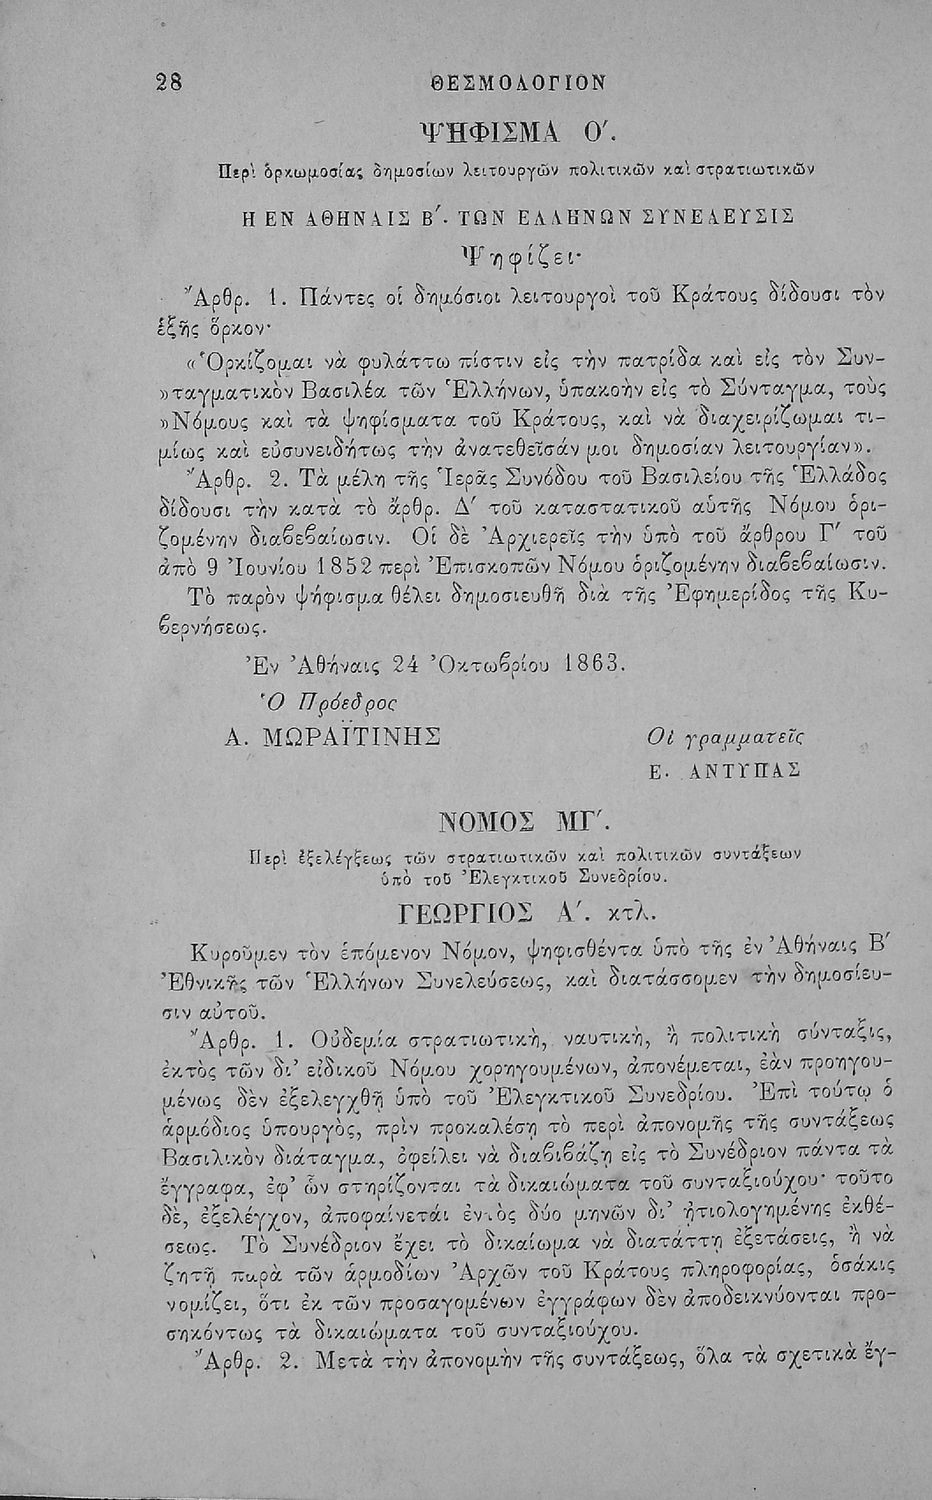 28 ΘΕΣΜΟΛΟΓΙΟΝ
ΨΗΦΙΣΜΑ Ο΄.
Περὶ ὁρκωμοσίας δημοσίων λειτουργῶν πολιτικῶν καὶ στρατιωτικῶν
Η ΕΝ ΑΘΗΝΑΙΣ Β΄. ΤΩΝ ΕΛΛΗΝΩΝ ΣΥΝΕΛΕΥΣΙΣ
Ψηφίζει·
Ἄρθρ. 1. Πάντες οἱ δημόσιοι λειτουργοὶ τοῦ Κράτους δίδουσι τὸν
ἑξῆς ὅρκον·
«Ὁρκίζομαι νὰ φυλάττω πίστιν εἰς τὴν πατρίδα καὶ εἰς τὸν Συν-
»ταγματικὸν Βασιλέα τῶν Ἑλλήνων, ὑπακοὴν εἰς τὸ Σύνταγμα, τοὺς
»Νόμους καὶ τὰ ψηφίσματα τοῦ Κράτους, καὶ νὰ διαχειρίζωμαι τι-
μίως καὶ εὐσυνειδήτως τὴν ἀνατεθεῖσάν μοι δημοσίαν λειτουργίαν».
Ἄρθρ. 2. Τὰ μέλη τῆς Ἱερᾶς Συνόδου τοῦ Βασιλείου τῆς Ἑλλάδος
δίδουσι τὴν κατὰ τὸ ἄρθρ. Δ΄ τοῦ καταστατικοῦ αὑτῆς Νόμου ὁρι-
ζομένην διαβεβαίωσιν. Οἱ δὲ Ἀρχιερεῖς τὴν ὑπὸ τοῦ ἄρθρου Γ΄ τοῦ
ἀπὸ 9 Ἰουνίου 1852 περὶ Ἐπισκοπῶν Νόμου ὁριζομένην διαβεβαίωσιν.
Τὸ παρὸν ψήφισμα θέλει δημοσιευθῆ διὰ τῆς Ἐφημερίδος τῆς Κυ-
βερνήσεως.
Ἐν Ἀθήναις 24 Ὀκτωβρίου 1863.
Ὁ Πρόεδρος
Α. ΜΩΡΑΪΤΙΝΗΣ Οἱ γραμματεῖς
Ε. ΑΝΤΥΠΑΣ
ΝΟΜΟΣ ΜΓ΄.
Περὶ ἐξελέγξεως τῶν στρατιωτικῶν καὶ πολιτικῶν συντάξεων
ὑπὸ τοῦ Ἐλεγκτικοῦ Συνεδρίου.
ΓΕΩΡΓΙΟΣ Α΄. κτλ.
Κυροῦμεν τὸν ἑπόμενον Νόμον, ψηφισθέντα ὑπὸ τῆς ἐν Ἀθήναις Β΄
Ἐθνικῆς τῶν Ἑλλήνων Συνελεύσεως, καὶ διατάσσομεν τὴν δημοσίευ-
σιν αὐτοῦ.
Ἄρθρ. 1. Οὐδεμία στρατιωτικὴ, ναυτικὴ, ἢ πολιτικὴ σύνταξις,
ἐκτὸς τῶν δι' εἰδικοῦ Νόμου χορηγουμένων, ἀπονέμεται, ἐὰν προηγου-
μένως δὲν ἐξελεγχθῇ ὑπὸ τοῦ Ἐλεγκτικοῦ Συνεδρίου. Ἐπὶ τούτῳ ὁ
ἁρμόδιος ὑπουργὸς, πρὶν προκαλέσῃ τὸ περὶ ἀπονομῆς τῆς συντάξεως
Βασιλικὸν διάταγμα, ὀφείλει νὰ διαβιβάζῃ εἰς τὸ Συνέδριον πάντα τὰ
ἔγγραφα, ἐφ' ὧν στηρίζονται τὰ δικαιώματα τοῦ συνταξιούχου· τοῦτο
δὲ, ἐξελέγχον, ἀποφαίνεται ἐντὸς δύο μηνῶν δι' ᾐτιολογημένης ἐκθέ-
σεως. Τὸ Συνέδριον ἔχει τὸ δικαίωμα νὰ διατάττῃ ἐξετάσεις, ἢ νὰ
ζητῇ παρὰ τῶν ἁρμοδίων Ἀρχῶν τοῦ Κράτους πληροφορίας, ὁσάκις
νομίζει, ὅτι ἐκ τῶν προσαγομένων ἐγγράφων δὲν ἀποδεικνύονται προ-
σηκόντως τὰ δικαιώματα τοῦ συνταξιούχου.
Ἄρθρ. 2. Μετὰ τὴν ἀπονομὴν τῆς συντάξεως, ὅλα τὰ σχετικὰ ἔγ-